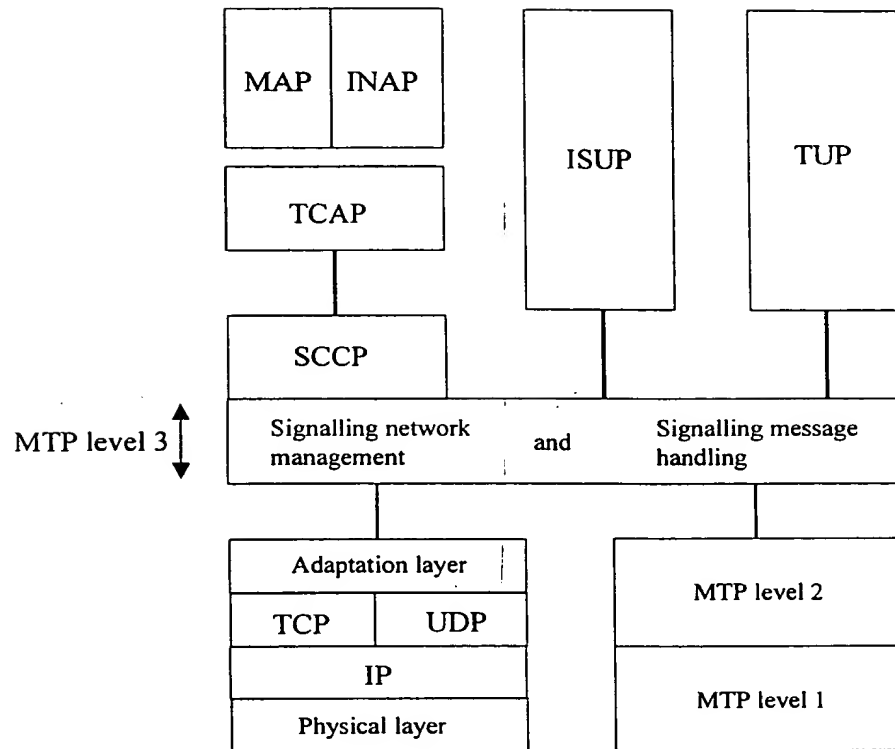 MAP INAP
ISUP
TUP
TCAP
SCCP
MTP level 3
Signalling network
management
and
Signalling message
handling
Adaptation layer
TCP UDP
IP
Physical layer
MTP level 2
MTP level 1